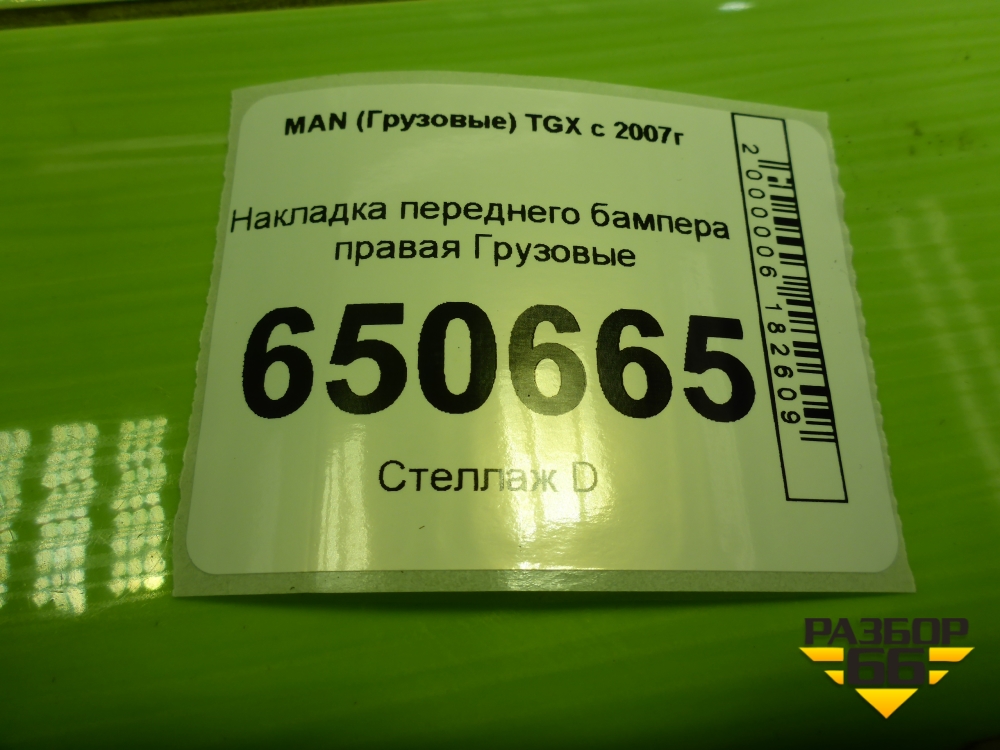 MAN (Грузовые) TGX с 2007г
Накладка переднего бампера
правая Грузовые
650665
Стеллаж D
2000006182609
РАЗБОР
66